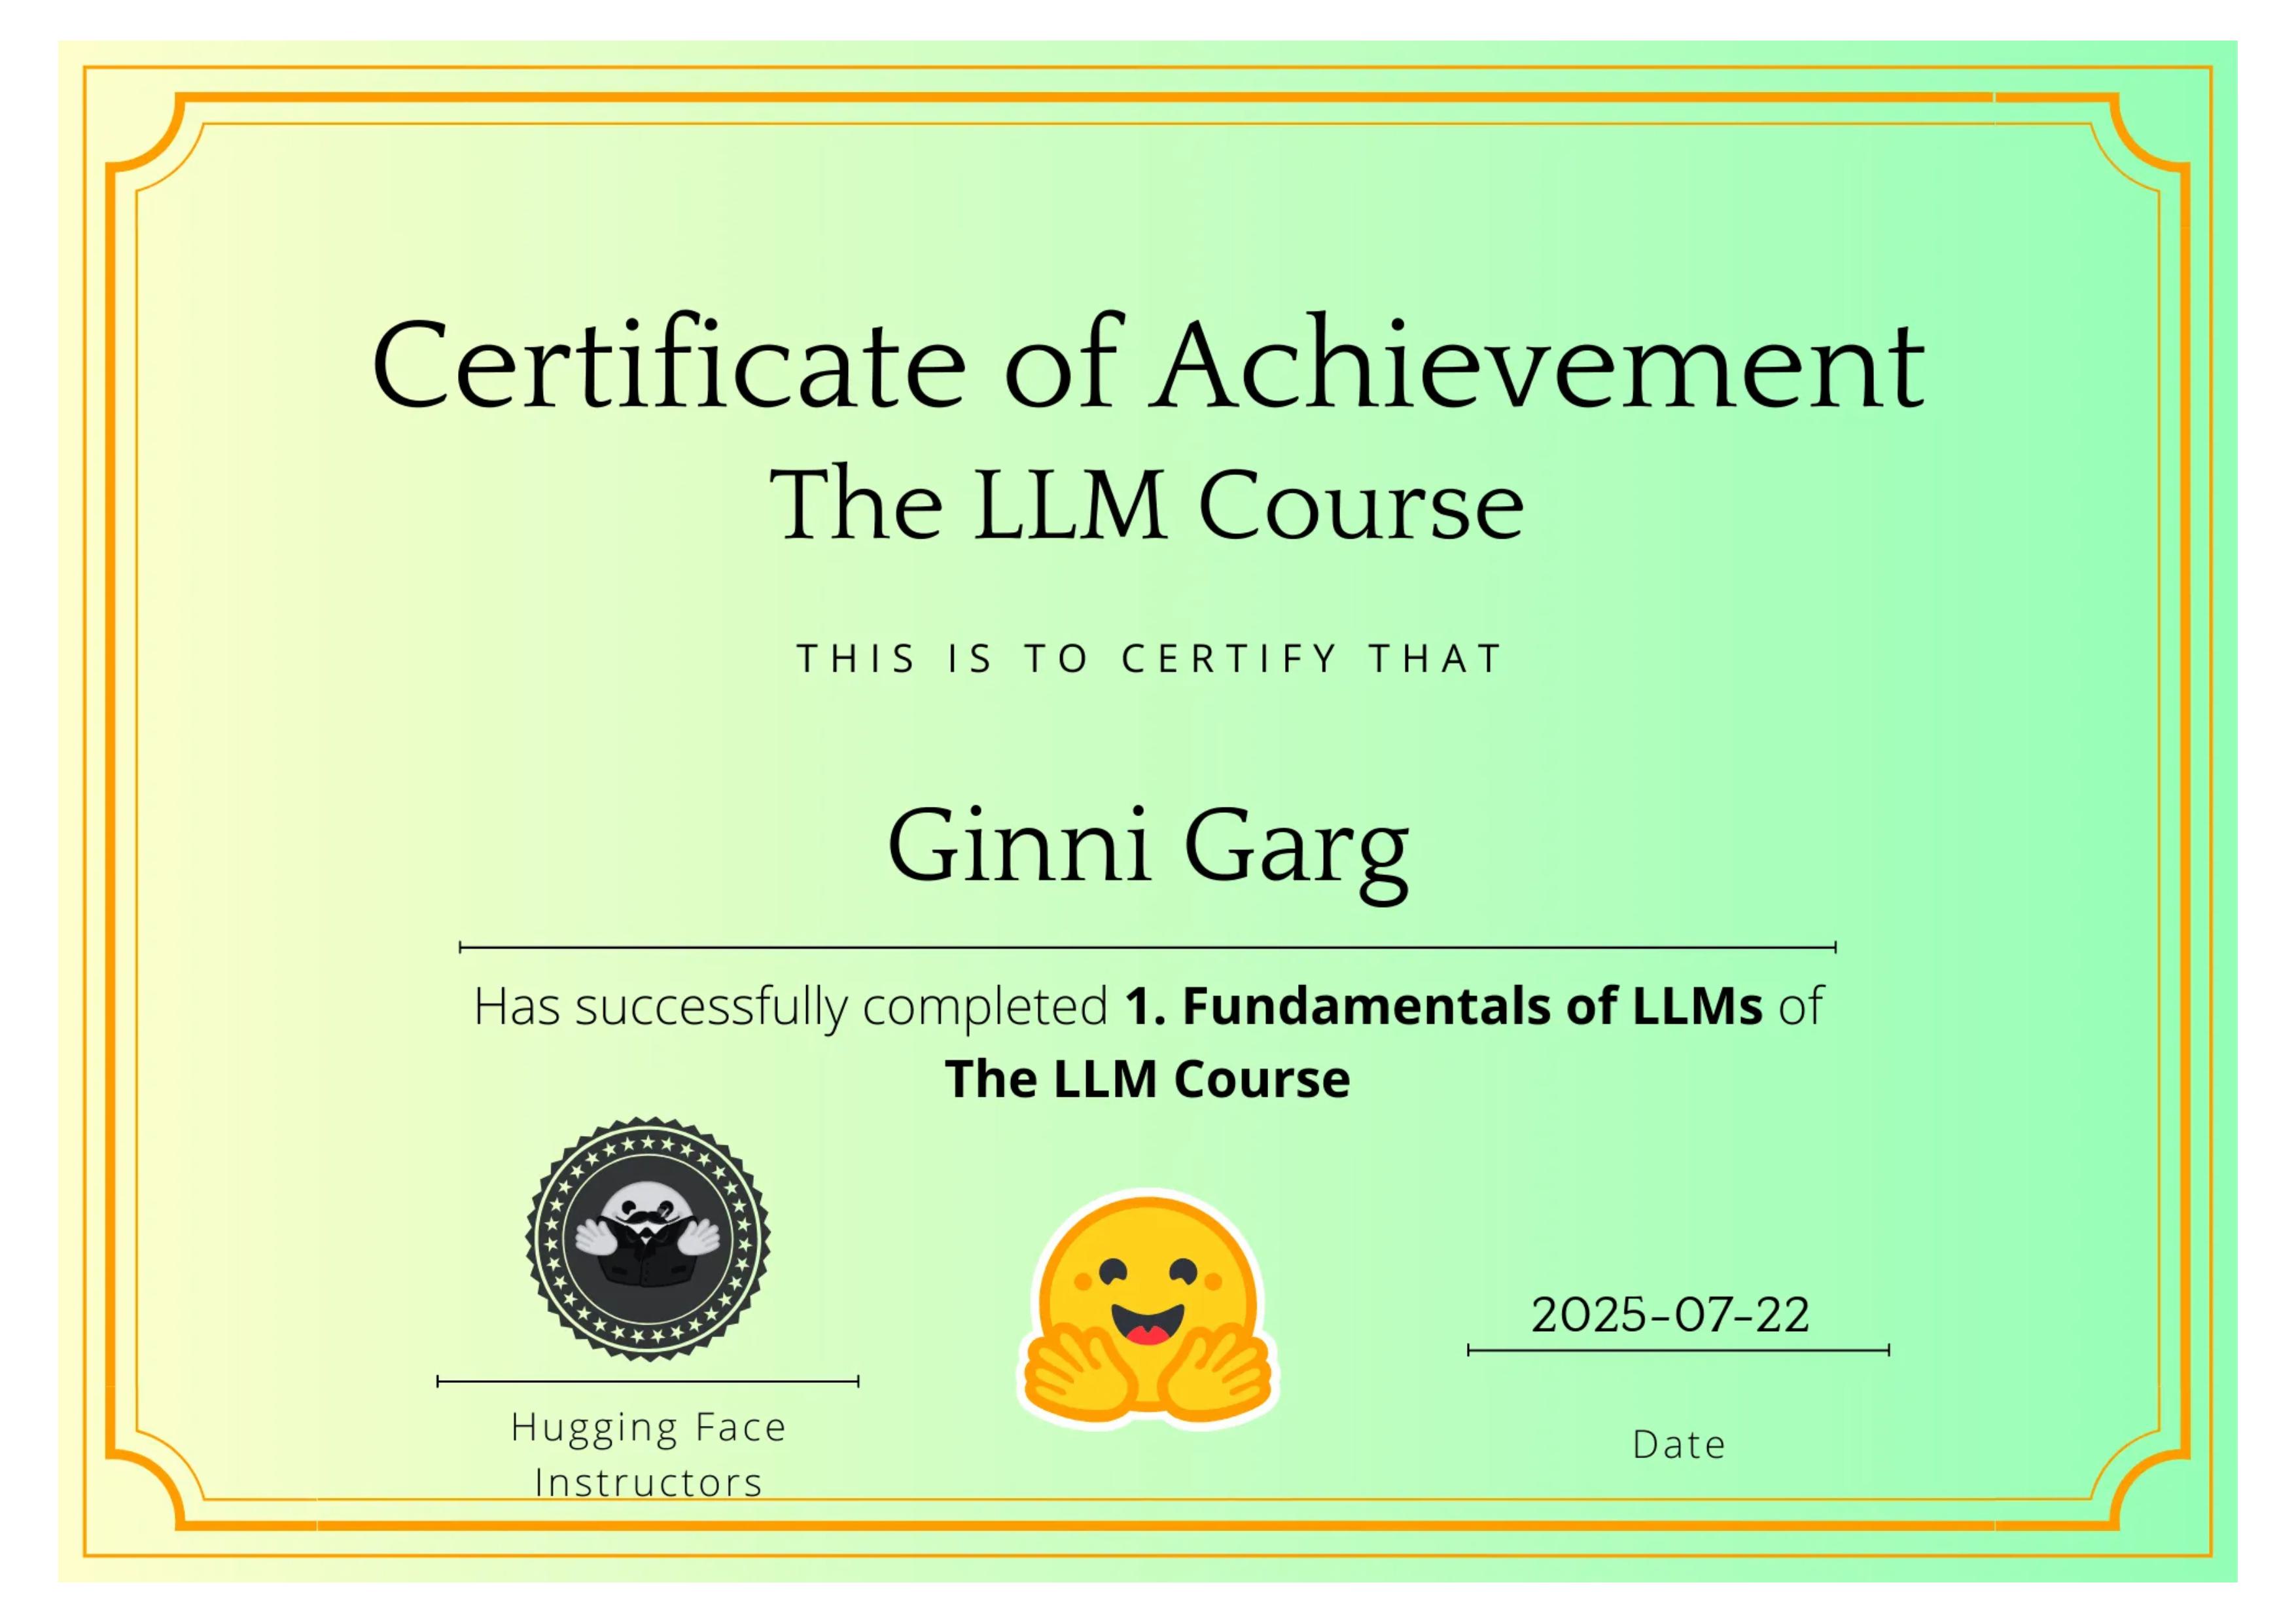 Certificate of Achievement
The LLM Course
THIS IS TO CERTIFY THAT
Ginni Garg
Has successfully completed 1. Fundamentals of LLMs of
The LLM Course
2025-07-22
Hugging Face
Instructors
Date